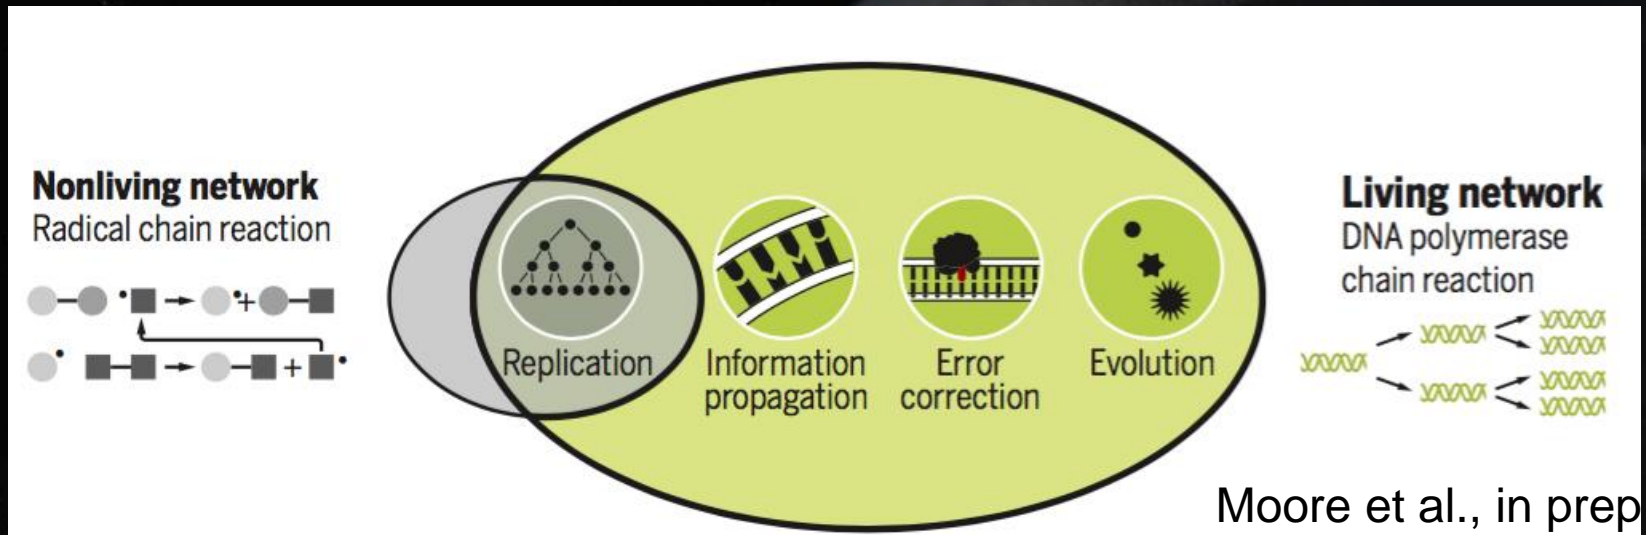 Nonliving network
Radical chain reaction
+
+
Replication
Information
propagation
Error
correction
Evolution
Living network
DNA polymerase
chain reaction
Moore et al., in prep